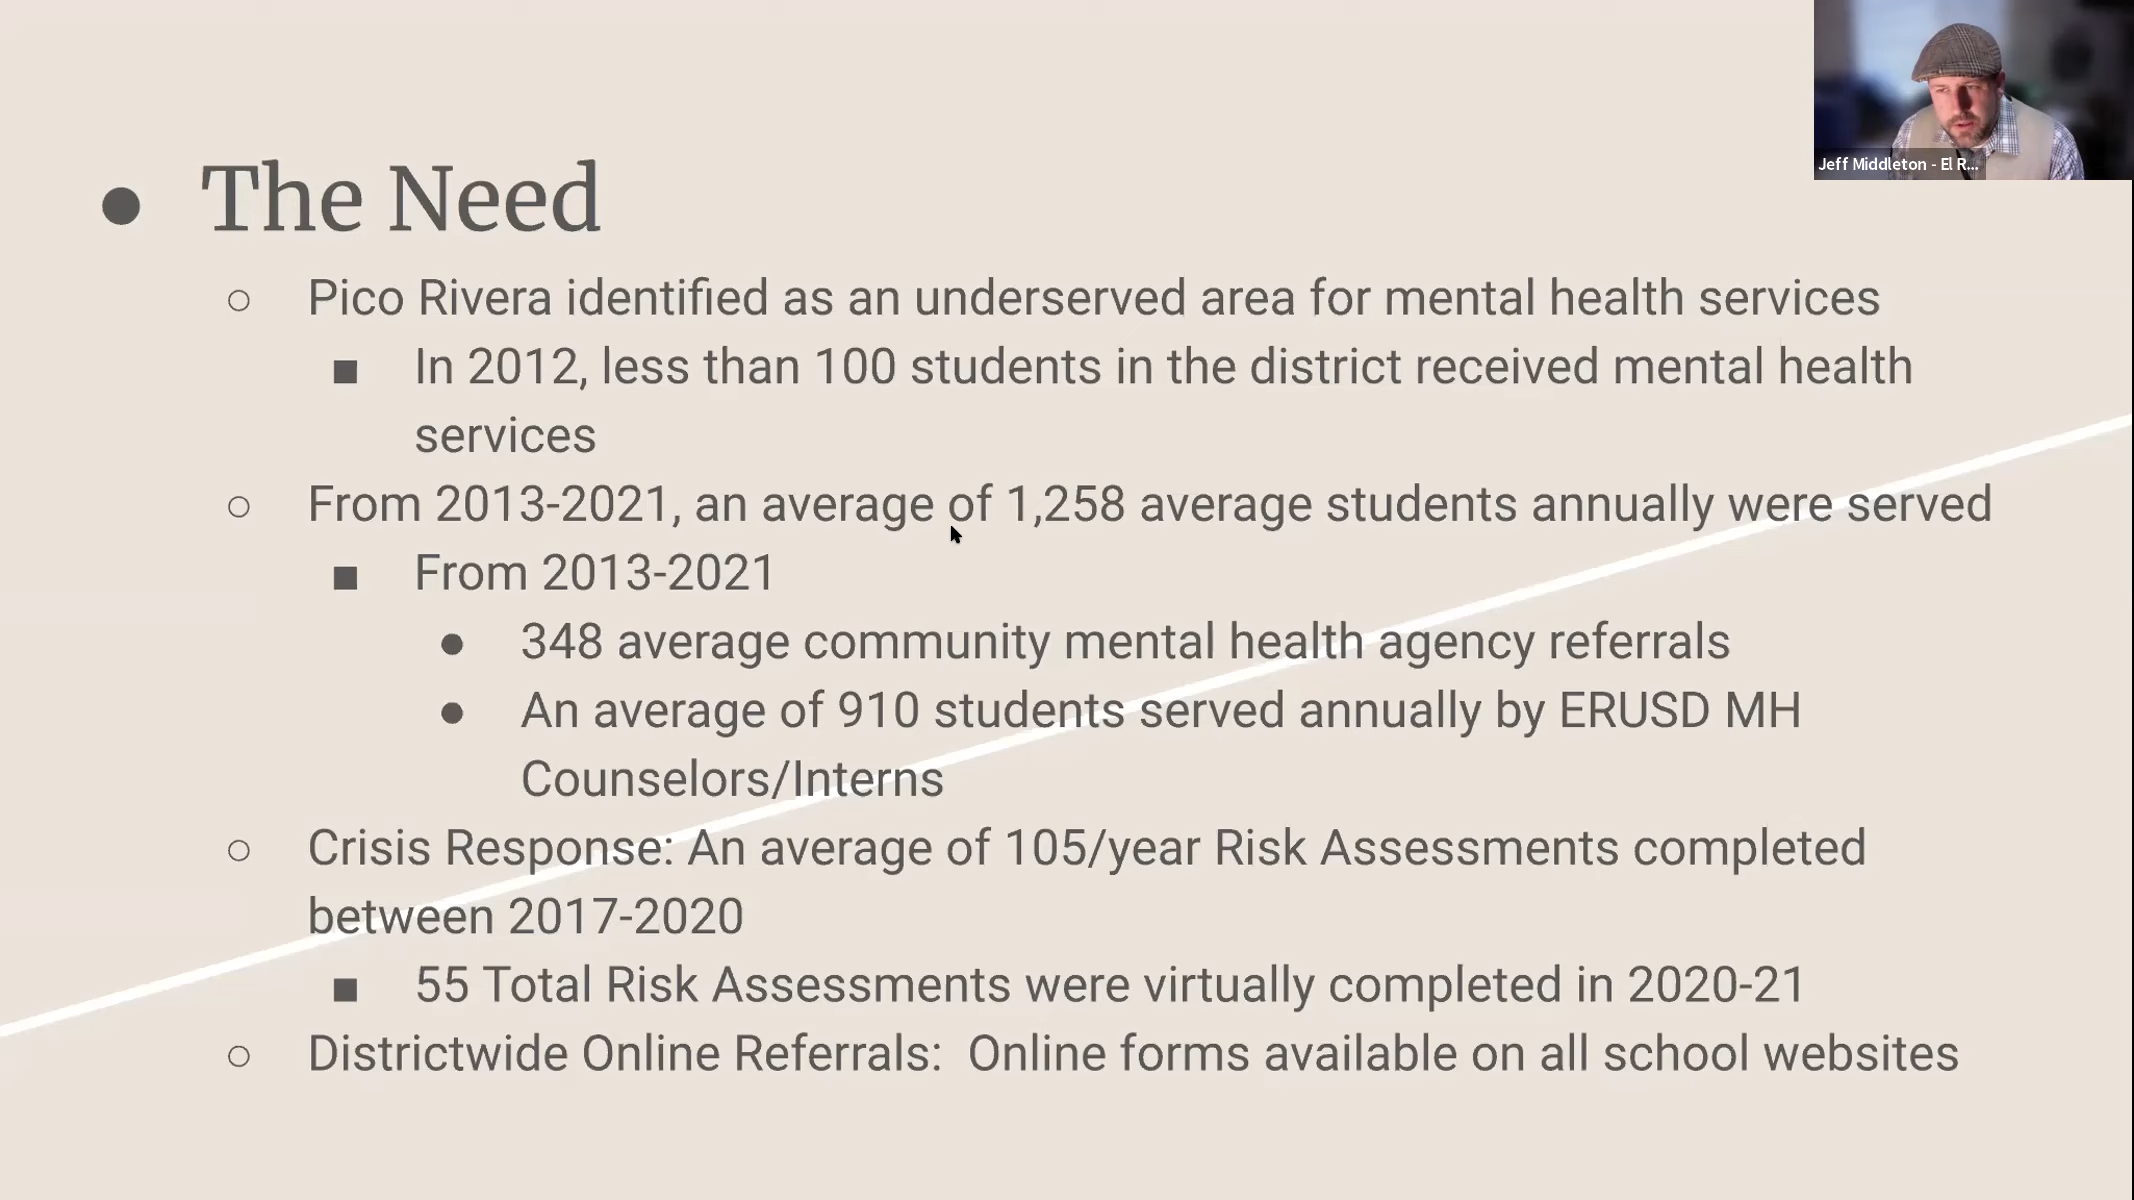 Jeff Middleton - El R...
The Need
Pico Rivera identified as an underserved area for mental health services
In 2012, less than 100 students in the district received mental health
services
From 2013-2021, an average of 1,258 average students annually were served
From 2013-2021
348 average community mental health agency referrals
An average of 910 students served annually by ERUSD MH
Counselors/Interns
Crisis Response: An average of 105/year Risk Assessments completed
between 2017-2020
55 Total Risk Assessments were virtually completed in 2020-21
Districtwide Online Referrals:  Online forms available on all school websites